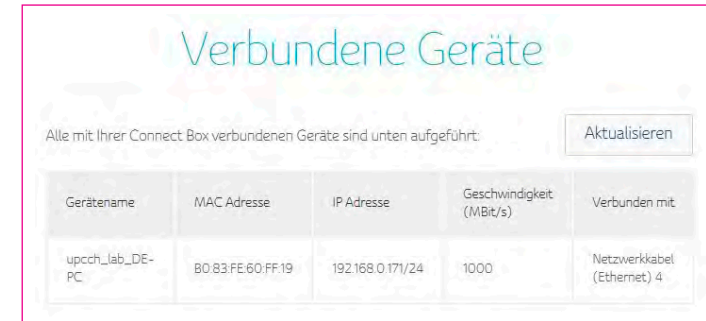 Verbundene Geräte
Alle mit Ihrer Connect Box verbundenen Geräte sind unten aufgeführt:
Aktualisieren
Gerätename MAC Adresse IP Adresse Geschwindigkeit (MBit/s) Verbunden mit
upcch_lab_DE-PC B0:83:FE:60:FF:19 192.168.0.171/24 1000 Netzwerkkabel (Ethernet) 4